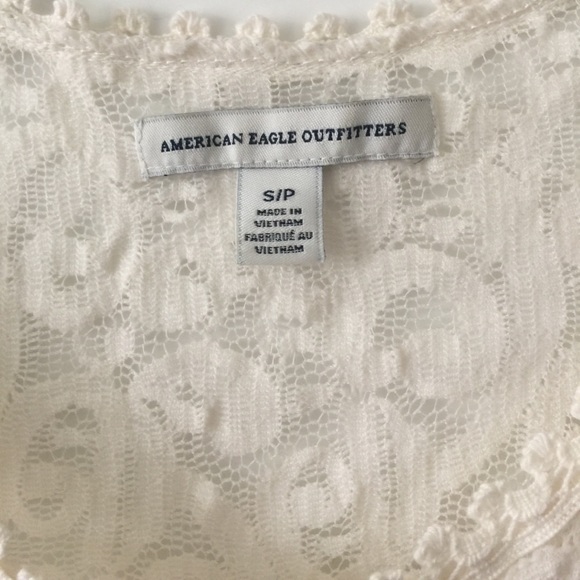 AMERICAN EAGLE OUTFITTERS
S/P
MADE IN
VIETNAM
FABRIQUÉ AU
VIETNAM